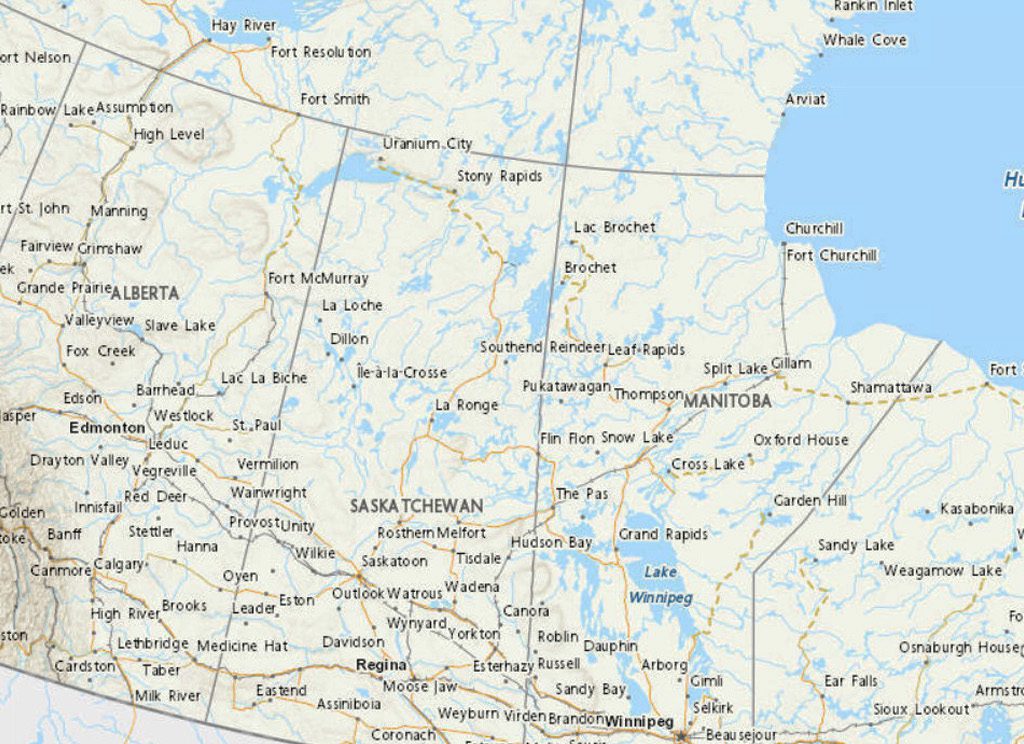 Rankin Inlet
Hay River
Whale Cove
Fort Resolution
ort Nelson
Fort Smith
Arviat
Rainbow Lake
Assumption
High Level
Uranium City
Stony Rapids
Hu
rt St. John
Manning
Lac Brochet
Churchill
Fairview
Grimshaw
Fort Churchill
ek
Brochet
Fort McMurray
Grande Prairie
ALBERTA
La Loche
Valleyview
Slave Lake
Dillon
Fox Creek
Southend
Reindeer
Leaf Rapids
Île-à-la-Crosse
Split Lake
Gillam
Fort S
Lac La Biche
Barrhead
Pukatawagan
Thompson
MANITOBA
Shamattawa
Edson
La Ronge
asper
Westlock
Edmonton
St. Paul
Leduc
Flin Flon
Snow Lake
Oxford House
Drayton Valley
Vegreville
Vermilion
Cross Lake
Red Deer
Wainwright
The Pas
Innisfail
SASKATCHEWAN
Garden Hill
Golden
Kasabonika
Banff
Stettler
Provost
Unity
Rosthern
Melfort
Grand Rapids
toke
Hanna
Wilkie
Hudson Bay
Sandy Lake
Canmore
Calgary
Saskatoon
Tisdale
Lake
Winnipeg
Weagamow Lake
Oyen
Outlook
Watrous
Wadena
High River
Brooks
Leader
Eston
Canora
Wynyard
Fo
ston
Davidson
Yorkton
Roblin
Dauphin
Lethbridge
Medicine Hat
Osnaburgh House
Cardston
Taber
Regina
Esterhazy
Russell
Arborg
Milk River
Eastend
Moose Jaw
Sandy Bay
Gimli
Ear Falls
Armstro
Assiniboia
Weyburn
Virden
Brandon
Winnipeg
Selkirk
Sioux Lookout
Coronach
Beausejour